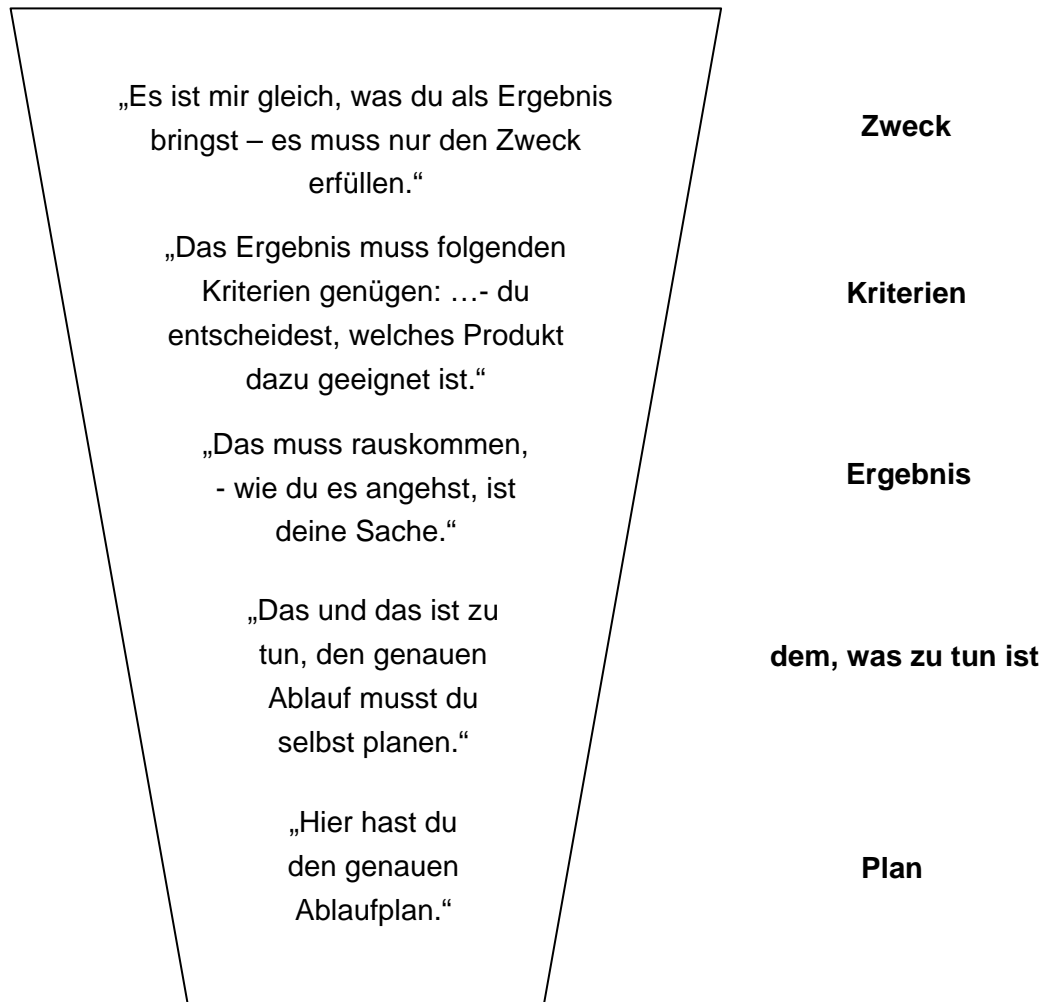 „Es ist mir gleich, was du als Ergebnis
bringst – es muss nur den Zweck
erfüllen.“
Zweck
„Das Ergebnis muss folgenden
Kriterien genügen: …- du
entscheidest, welches Produkt
dazu geeignet ist.“
Kriterien
„Das muss rauskommen,
- wie du es angehst, ist
deine Sache.“
Ergebnis
„Das und das ist zu
tun, den genauen
Ablauf musst du
selbst planen.“
dem, was zu tun ist
„Hier hast du
den genauen
Ablaufplan.“
Plan